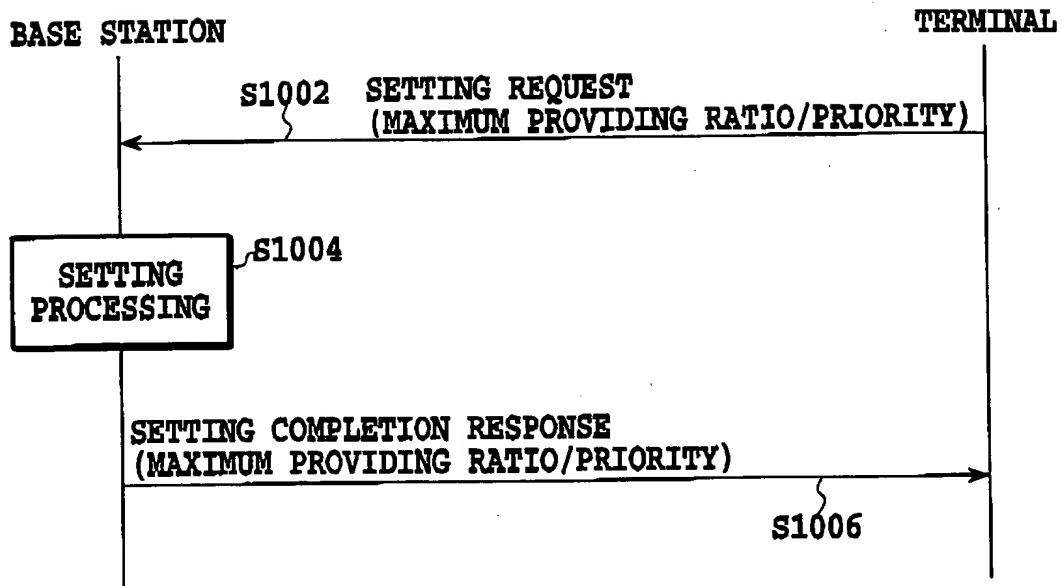 BASE STATION
TERMINAL
S1002 SETTING REQUEST
(MAXIMUM PROVIDING RATIO/PRIORITY)
SETTING
PROCESSING
S1004
SETTING COMPLETION RESPONSE
(MAXIMUM PROVIDING RATIO/PRIORITY)
S1006